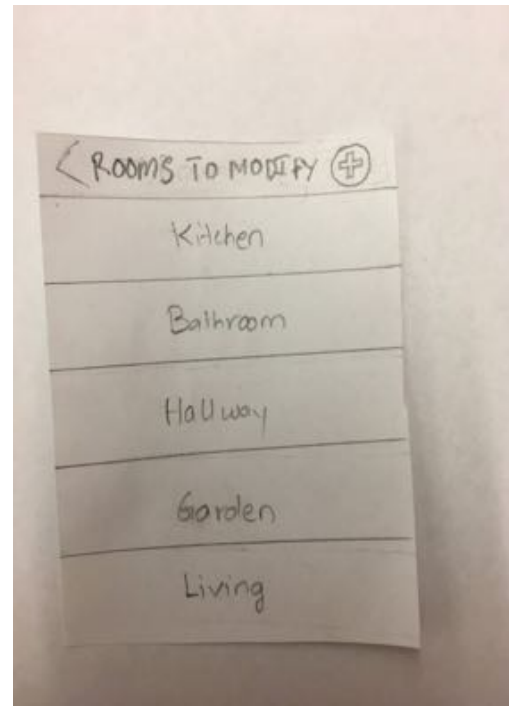 < ROOMS TO MODIFY +
Kitchen
Bathroom
Hallway
Garden
Living